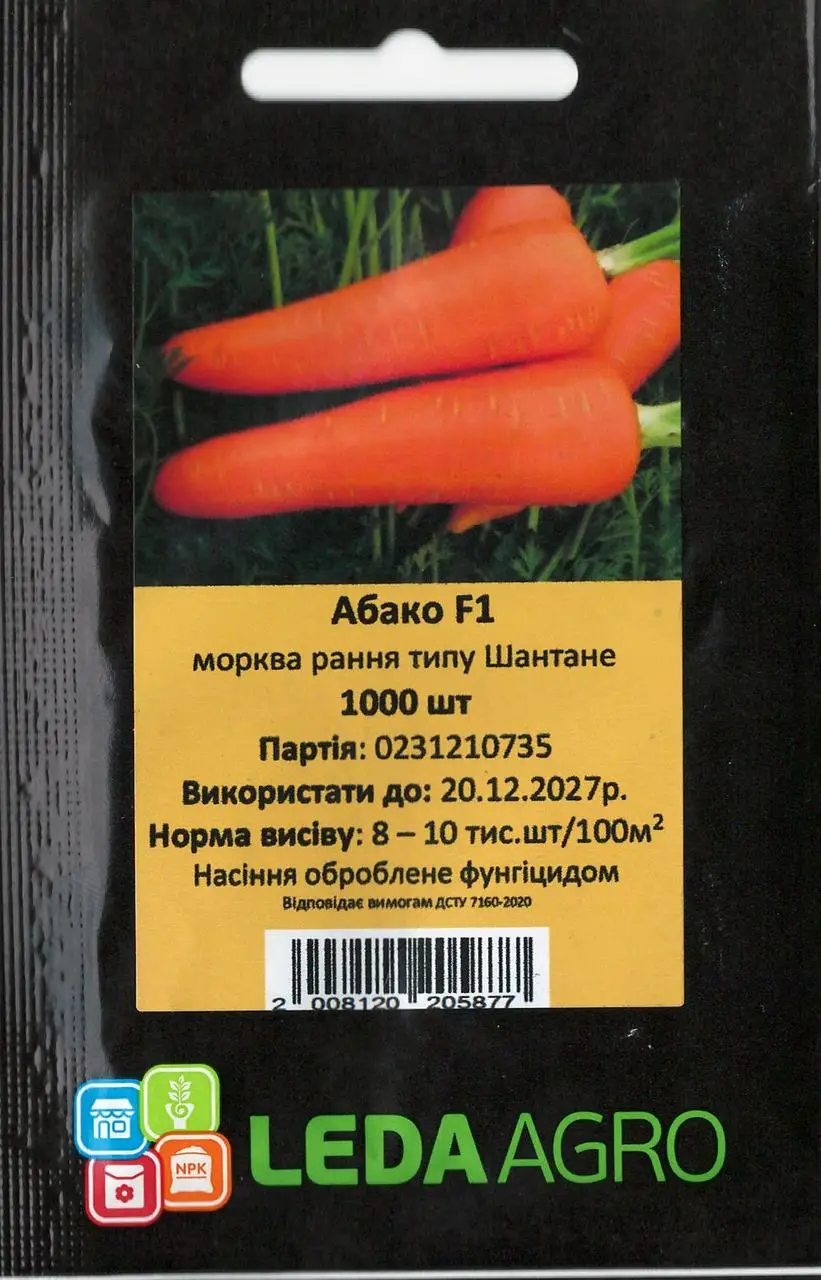 Абако F1
морква рання типу Шантане
1000 шт
Партія: 0231210735
Використати до: 20.12.2027р.
Норма висіву: 8 – 10 тис.шт/100м²
Насіння оброблене фунгіцидом
Відповідає вимогам ДСТУ 7160-2020
2 008120 205877
NPK
LEDA AGRO